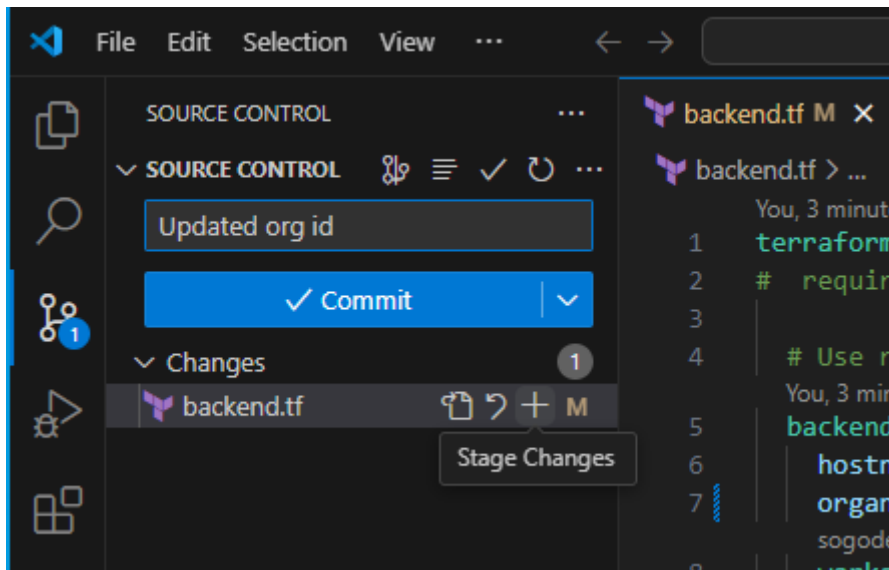 File Edit Selection View ...
SOURCE CONTROL ...
SOURCE CONTROL ...
Updated org id
Commit
Changes 1
backend.tf M
Stage Changes
1
backend.tf M
backend.tf > ...
You, 3 minut
1 terraform
2 # requir
3
4 # Use r
You, 3 min
5 backend
6 hostn
7 organ
sogode